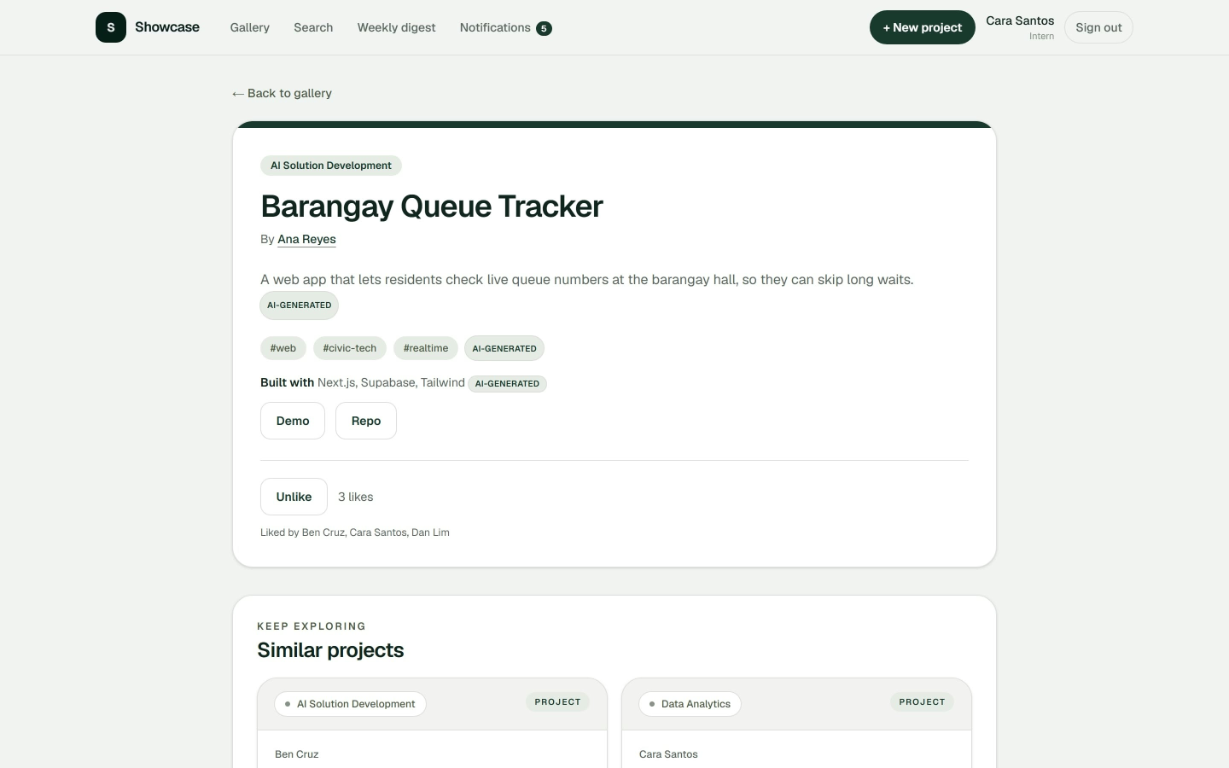 S Showcase Gallery Search Weekly digest Notifications 5 + New project Cara Santos Sign out
Intern
← Back to gallery
AI Solution Development
Barangay Queue Tracker
By Ana Reyes
A web app that lets residents check live queue numbers at the barangay hall, so they can skip long waits.
AI-GENERATED
#web #civic-tech #realtime AI-GENERATED
Built with Next.js, Supabase, Tailwind AI-GENERATED
Demo Repo
Unlike 3 likes
Liked by Ben Cruz, Cara Santos, Dan Lim
KEEP EXPLORING
Similar projects
AI Solution Development PROJECT Data Analytics PROJECT
Ben Cruz Cara Santos